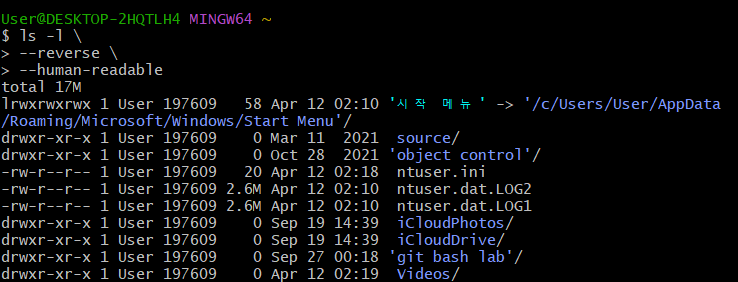 User@DESKTOP-2HQTLH4 MINGW64 ~
$ ls -l \
> --reverse \
> --human-readable
total 17M
lrwxrwxrwx 1 User 197609   58 Apr 12 02:10 '시작 메뉴' -> '/c/Users/User/AppData
/Roaming/Microsoft/Windows/Start Menu'/
drwxr-xr-x 1 User 197609    0 Mar 11  2021  source/
drwxr-xr-x 1 User 197609    0 Oct 28  2021 'object control'/
-rw-r--r-- 1 User 197609   20 Apr 12 02:18  ntuser.ini
-rw-r--r-- 1 User 197609 2.6M Apr 12 02:10  ntuser.dat.LOG2
-rw-r--r-- 1 User 197609 2.6M Apr 12 02:10  ntuser.dat.LOG1
drwxr-xr-x 1 User 197609    0 Sep 19 14:39  iCloudPhotos/
drwxr-xr-x 1 User 197609    0 Sep 19 14:39  iCloudDrive/
drwxr-xr-x 1 User 197609    0 Sep 27 00:18 'git bash lab'/
drwxr-xr-x 1 User 197609    0 Apr 12 02:19  Videos/